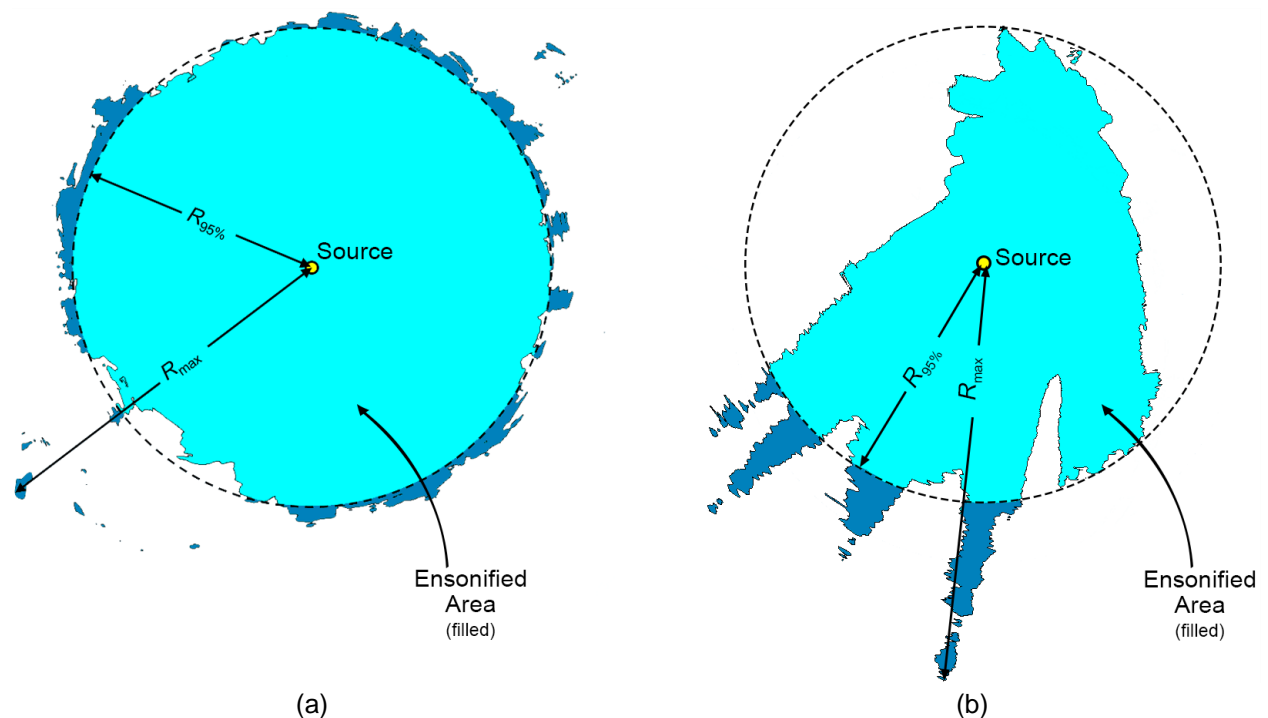 R95%
Source
Rmax
Ensonified
Area
(filled)
(a)
Source
R95%
Rmax
Ensonified
Area
(filled)
(b)